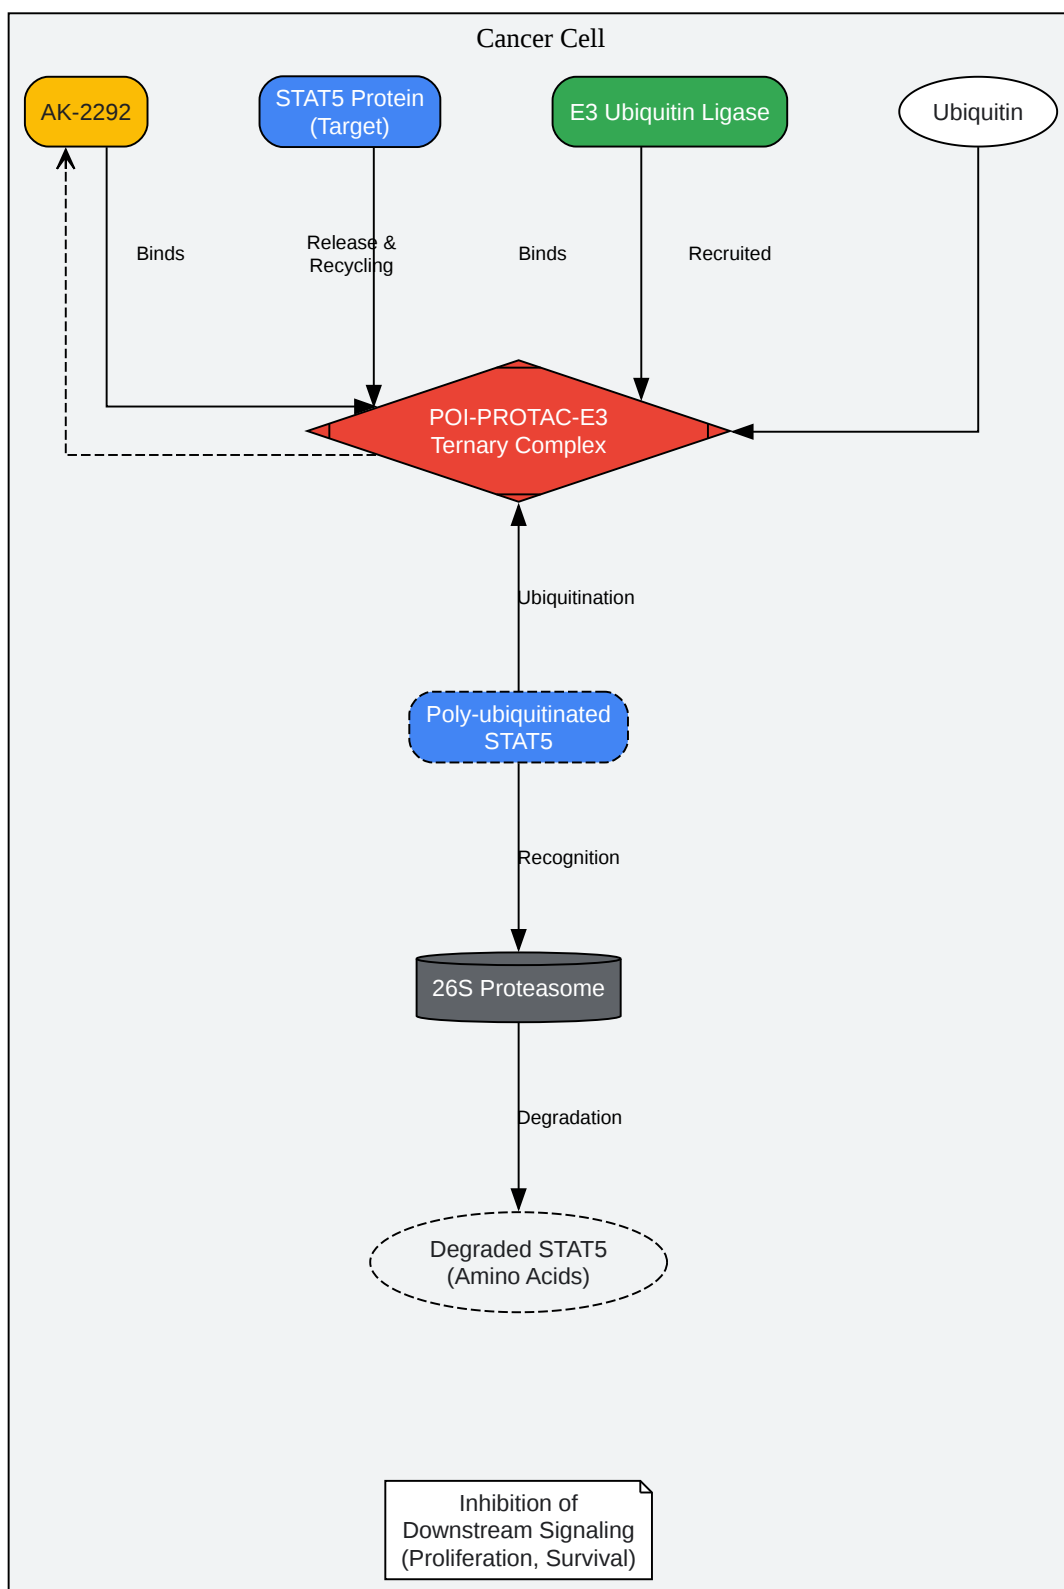 Cancer Cell
AK-2292
STAT5 Protein
(Target)
E3 Ubiquitin Ligase
Ubiquitin
Binds
Release &
Recycling
Binds
Recruited
POI-PROTAC-E3
Ternary Complex
Ubiquitination
Poly-ubiquitinated
STAT5
Recognition
26S Proteasome
Degradation
Degraded STAT5
(Amino Acids)
Inhibition of
Downstream Signaling
(Proliferation, Survival)